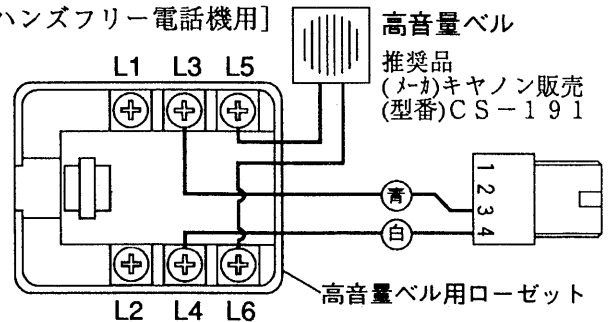 ハンズフリー電話機用]
高音量ベル
推奨品
(ﾒｰｶ)キヤノン販売
(型番)CS-191
L1 L3 L5
1
2
3
4
青
白
高音量ベル用ローゼット
L2 L4 L6